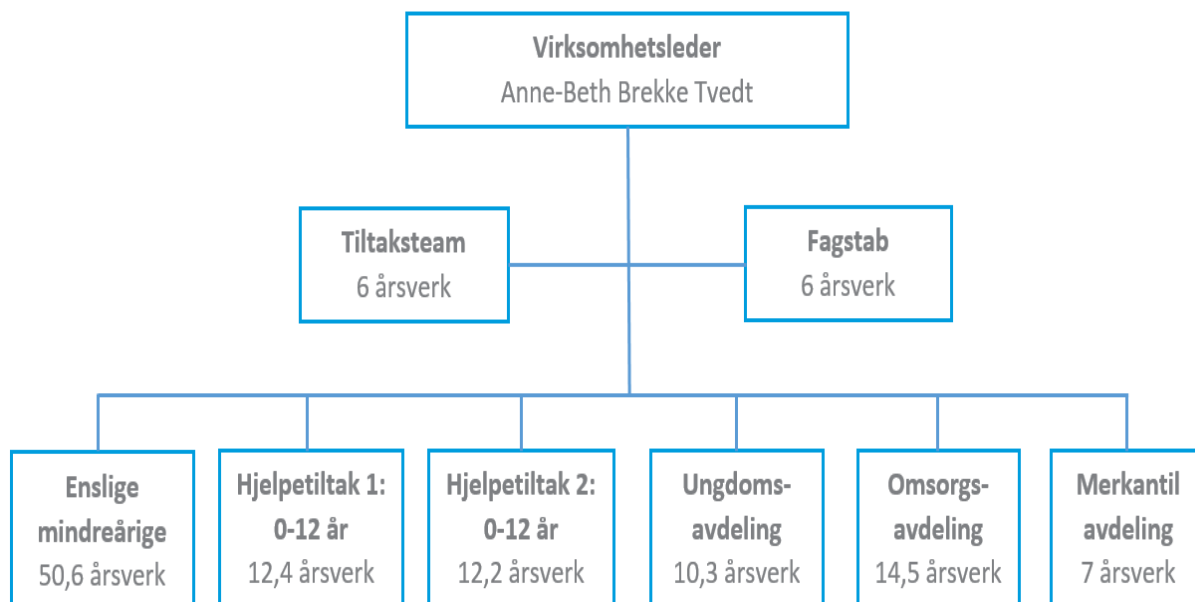 Virksomhetsleder
Anne-Beth Brekke Tvedt
Tiltaksteam
6 årsverk
Fagstab
6 årsverk
Enslige
mindreårige
50,6 årsverk
Hjelpetiltak 1:
0-12 år
12,4 årsverk
Hjelpetiltak 2:
0-12 år
12,2 årsverk
Ungdoms-
avdeling
10,3 årsverk
Omsorgs-
avdeling
14,5 årsverk
Merkantil
avdeling
7 årsverk